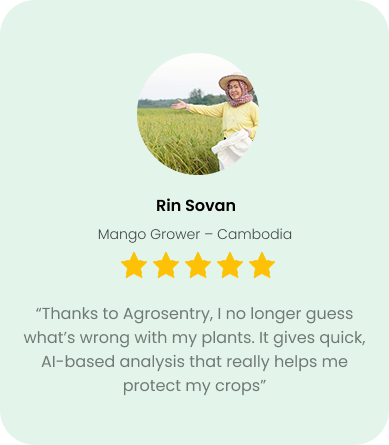 Rin Sovan
Mango Grower – Cambodia
“Thanks to Agrosentry, I no longer guess
what’s wrong with my plants. It gives quick,
AI-based analysis that really helps me
protect my crops”